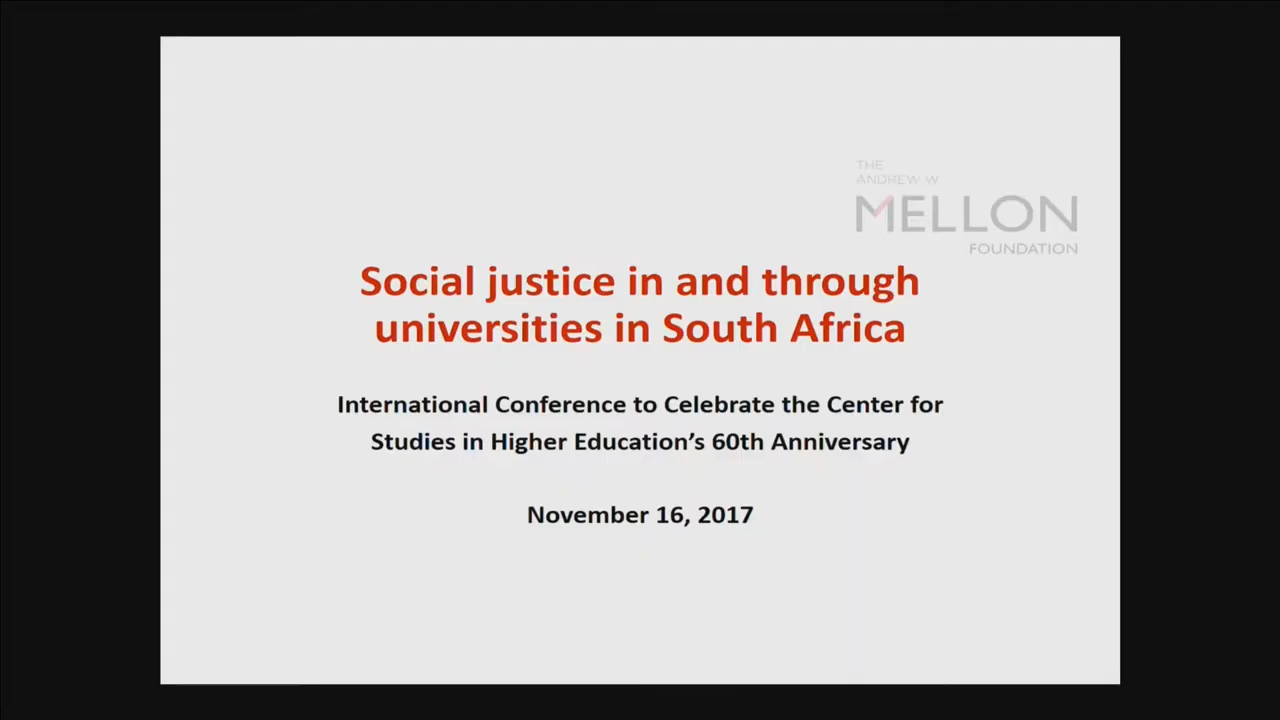 THE
ANDREW W
MELLON
FOUNDATION
Social justice in and through
universities in South Africa
International Conference to Celebrate the Center for
Studies in Higher Education’s 60th Anniversary
November 16, 2017